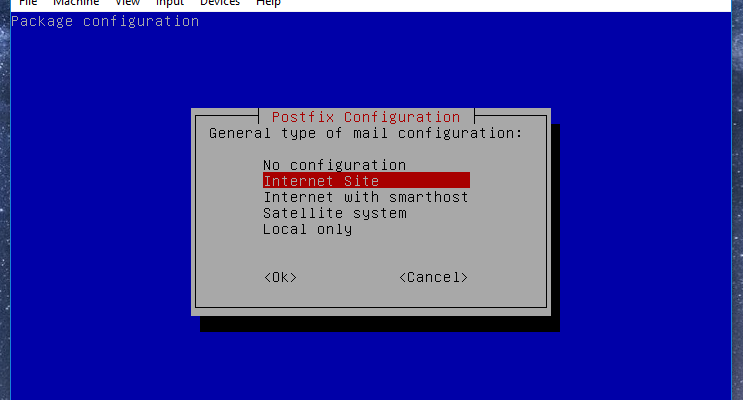 File Machine View Input Devices Help
Package configuration
Postfix Configuration
General type of mail configuration:
No configuration
Internet Site
Internet with smarthost
Satellite system
Local only
<Ok> <Cancel>